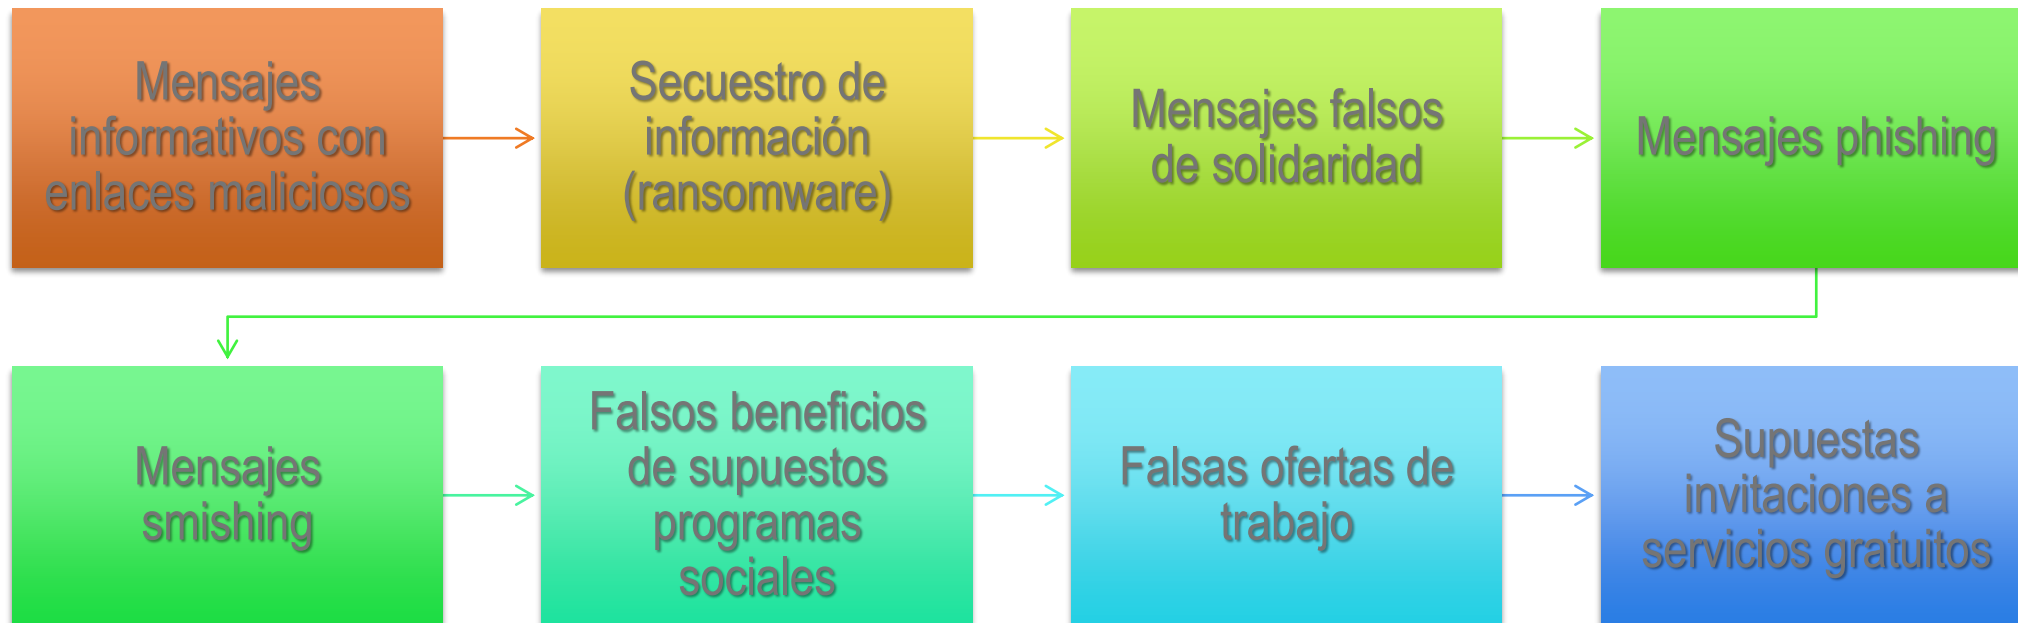 Mensajes
informativos con
enlaces maliciosos
Secuestro de
información
(ransomware)
Mensajes falsos
de solidaridad
Mensajes phishing
Mensajes
smishing
Falsos beneficios
de supuestos
programas
sociales
Falsas ofertas de
trabajo
Supuestas
invitaciones a
servicios gratuitos